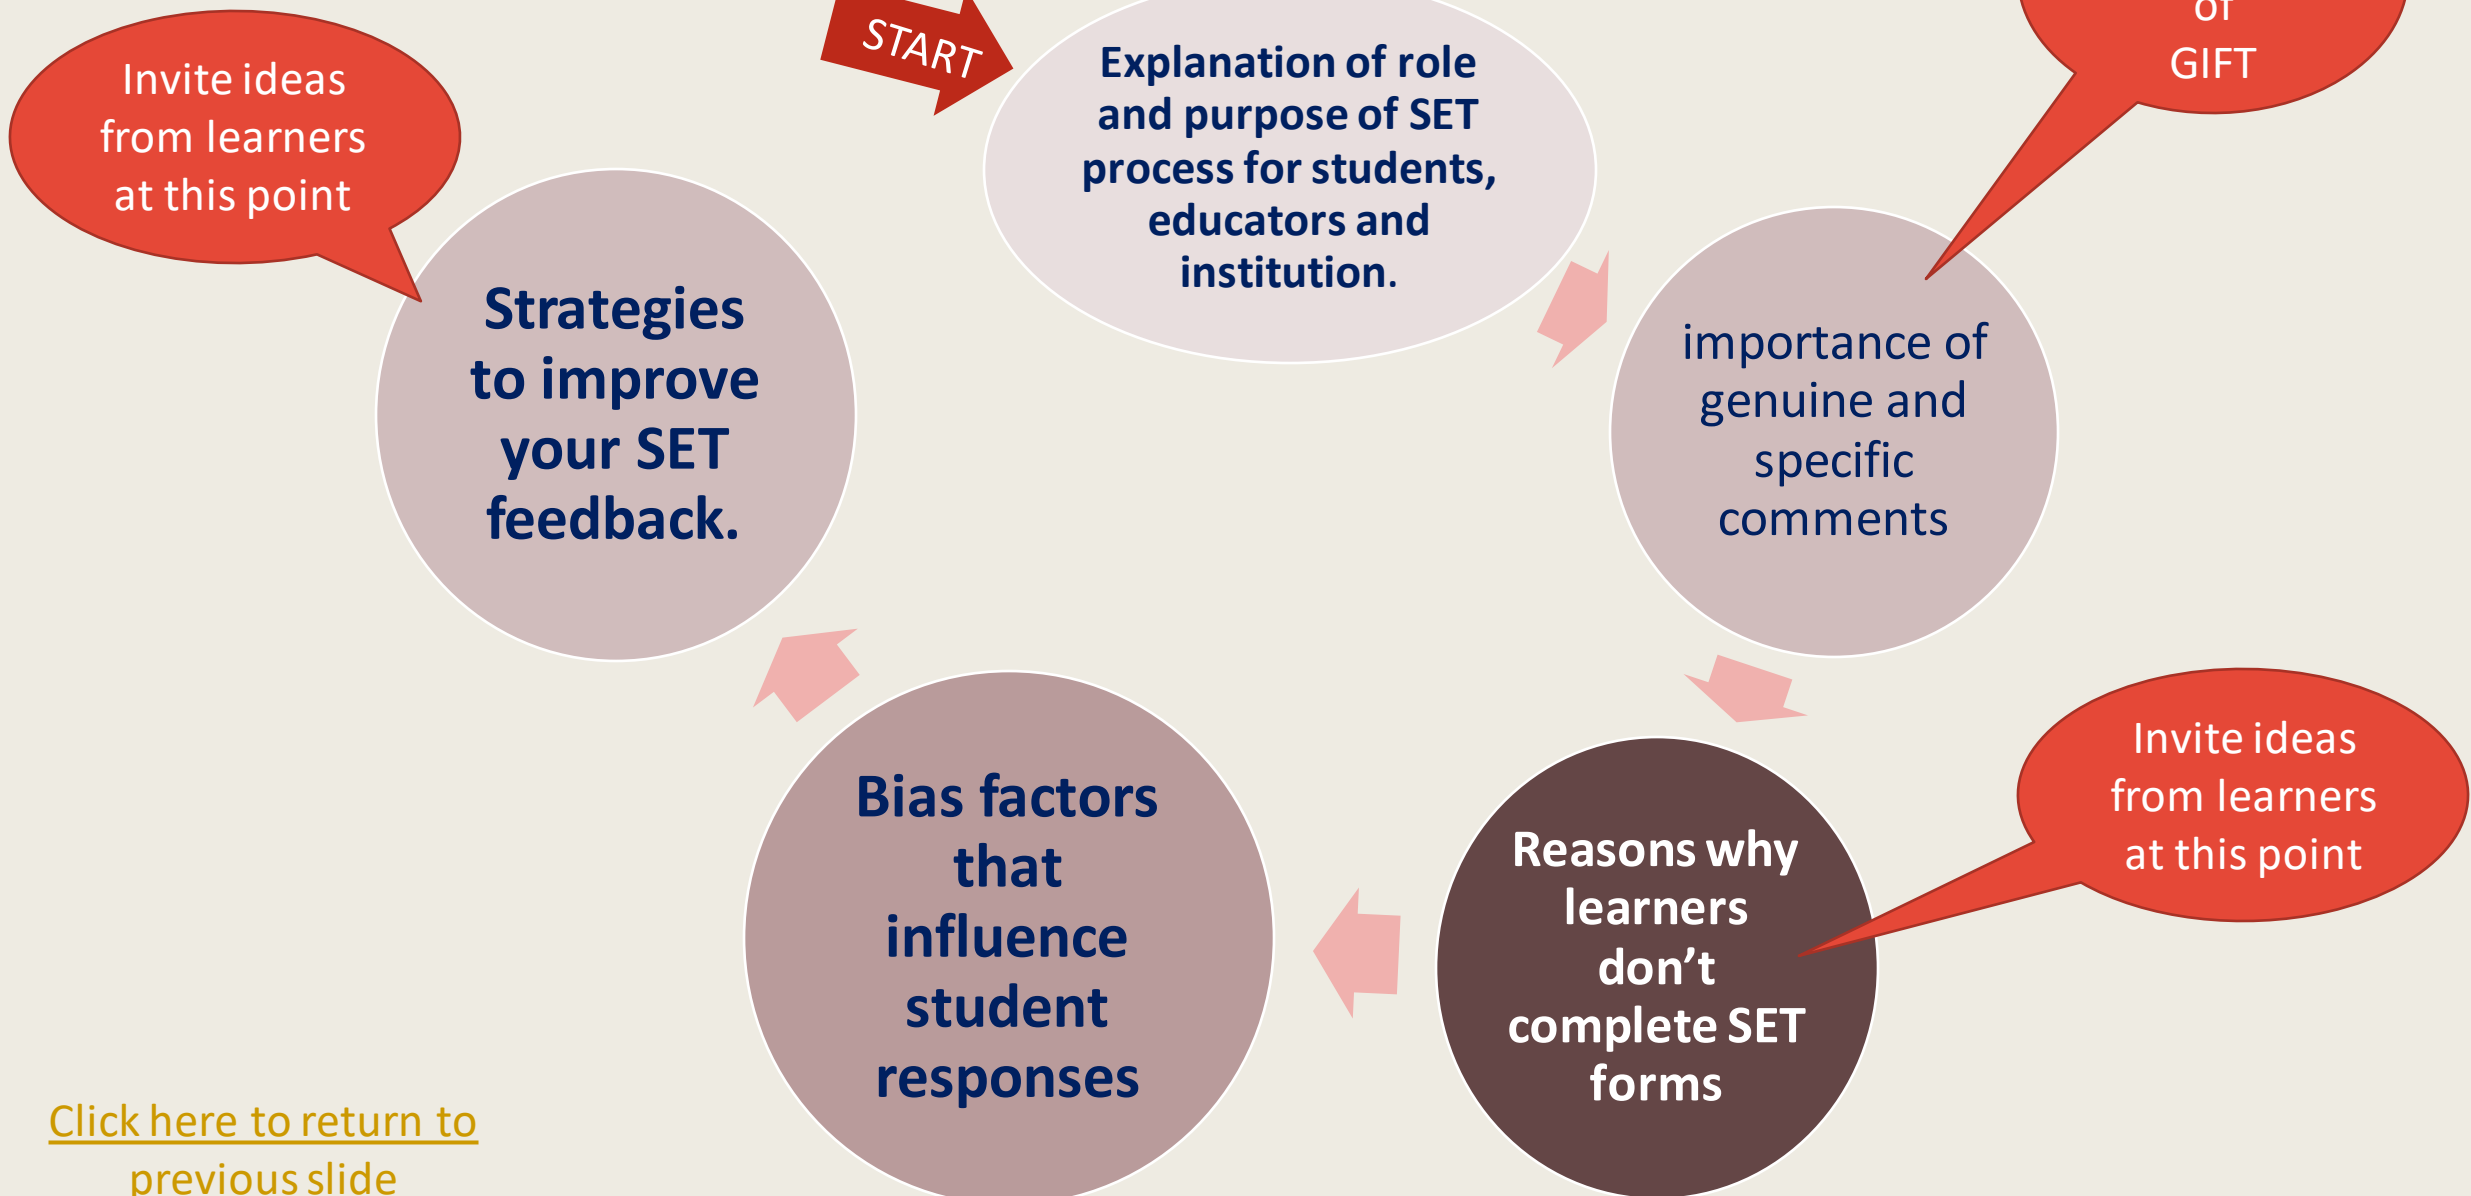 START
Explanation of role
and purpose of SET
process for students,
educators and
institution.
of
GIFT
importance of
genuine and
specific
comments
Invite ideas
from learners
at this point
Reasons why
learners
don’t
complete SET
forms
Bias factors
that
influence
student
responses
Invite ideas
from learners
at this point
Strategies
to improve
your SET
feedback.
Click here to return to
previous slide